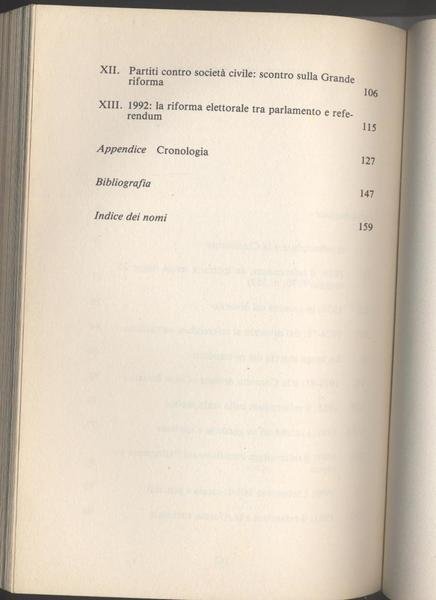 XII. Partiti contro società civile: scontro sulla Grande
riforma 106
XIII. 1992: la riforma elettorale tra parlamento e refe-
rendum 115
Appendice Cronologia 127
Bibliografia 147
Indice dei nomi 159